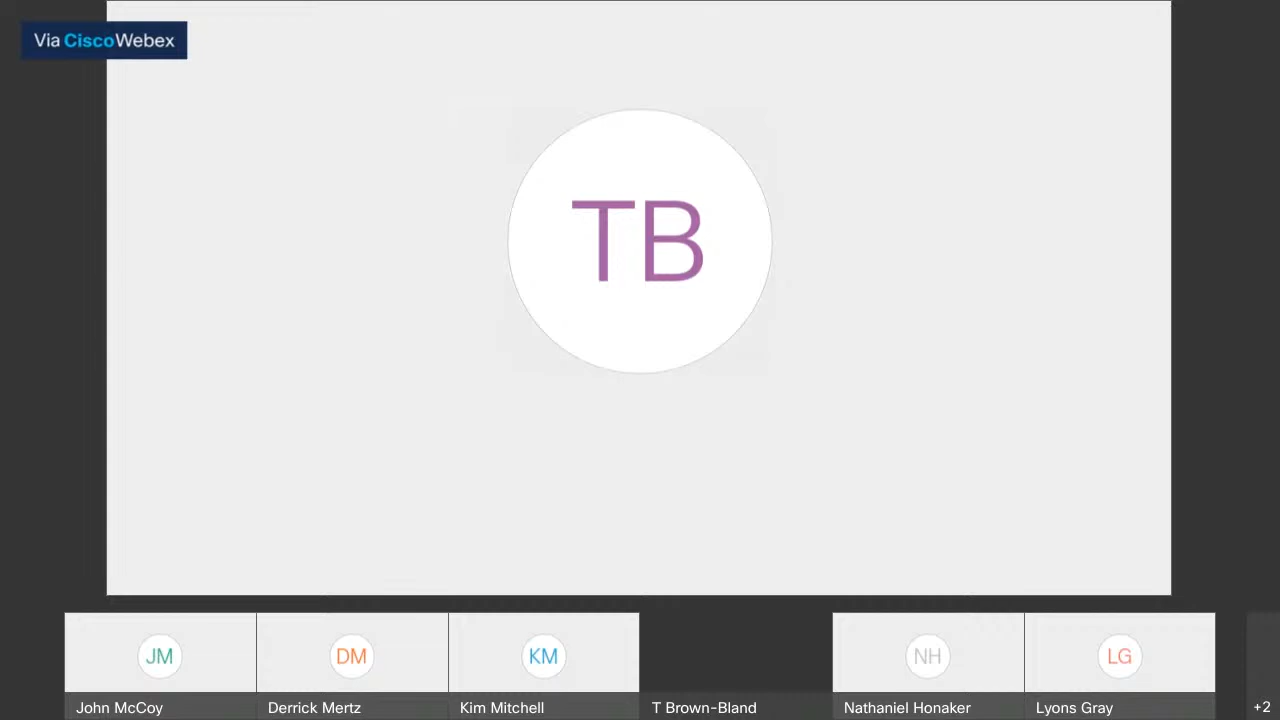 Via CiscoWebex
TB
JM
DM
KM
NH
LG
John McCoy
Derrick Mertz
Kim Mitchell
T Brown-Bland
Nathaniel Honaker
Lyons Gray
+2